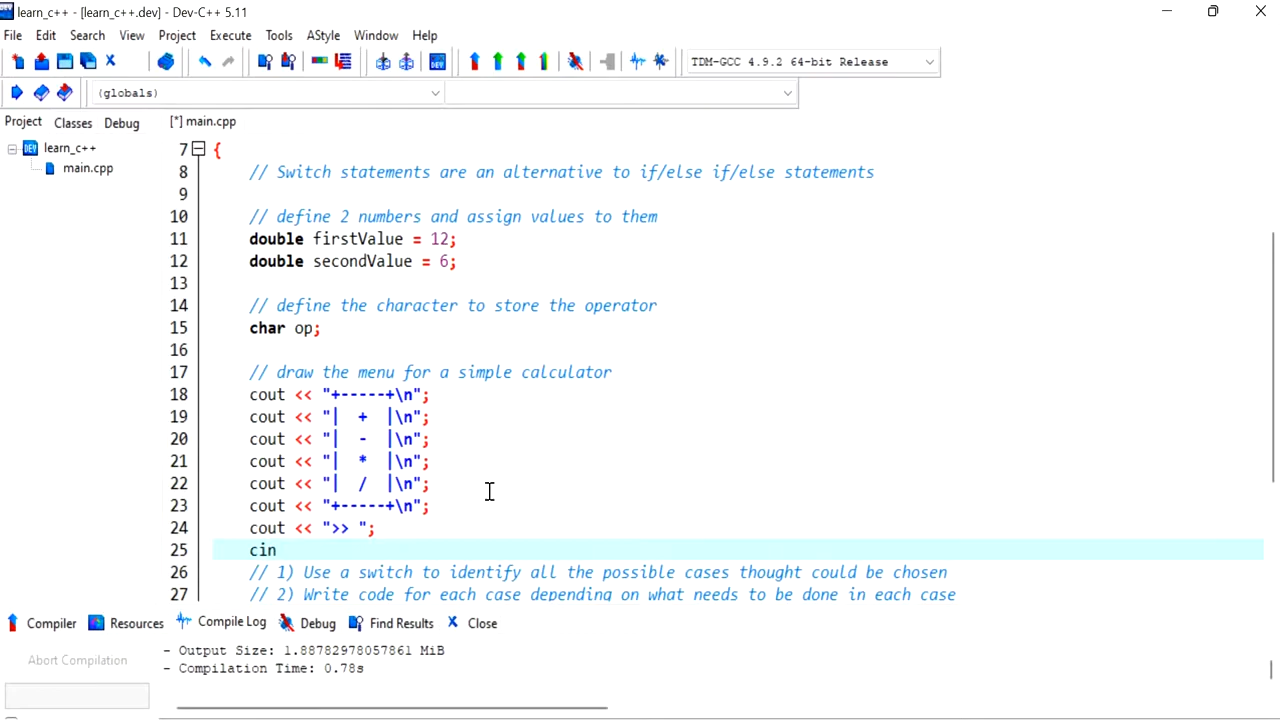 learn_c++ - [learn_c++.dev] - Dev-C++ 5.11
File Edit Search View Project Execute Tools AStyle Window Help
DEV TDM-GCC 4.9.2 64-bit Release
(globals)
Project Classes Debug [*] main.cpp
DEV learn_c++
main.cpp
7 {
8 // Switch statements are an alternative to if/else if/else statements
9
10 // define 2 numbers and assign values to them
11 double firstValue = 12;
12 double secondValue = 6;
13
14 // define the character to store the operator
15 char op;
16
17 // draw the menu for a simple calculator
18 cout << "+-----+\n";
19 cout << "|  +  |\n";
20 cout << "|  -  |\n";
21 cout << "|  *  |\n";
22 cout << "|  /  |\n";
23 cout << "+-----+\n";
24 cout << ">> ";
25 cin
26 // 1) Use a switch to identify all the possible cases thought could be chosen
27 // 2) Write code for each case depending on what needs to be done in each case
Compiler Resources Compile Log Debug Find Results Close
Abort Compilation
- Output Size: 1.88782978057861 MiB
- Compilation Time: 0.78s